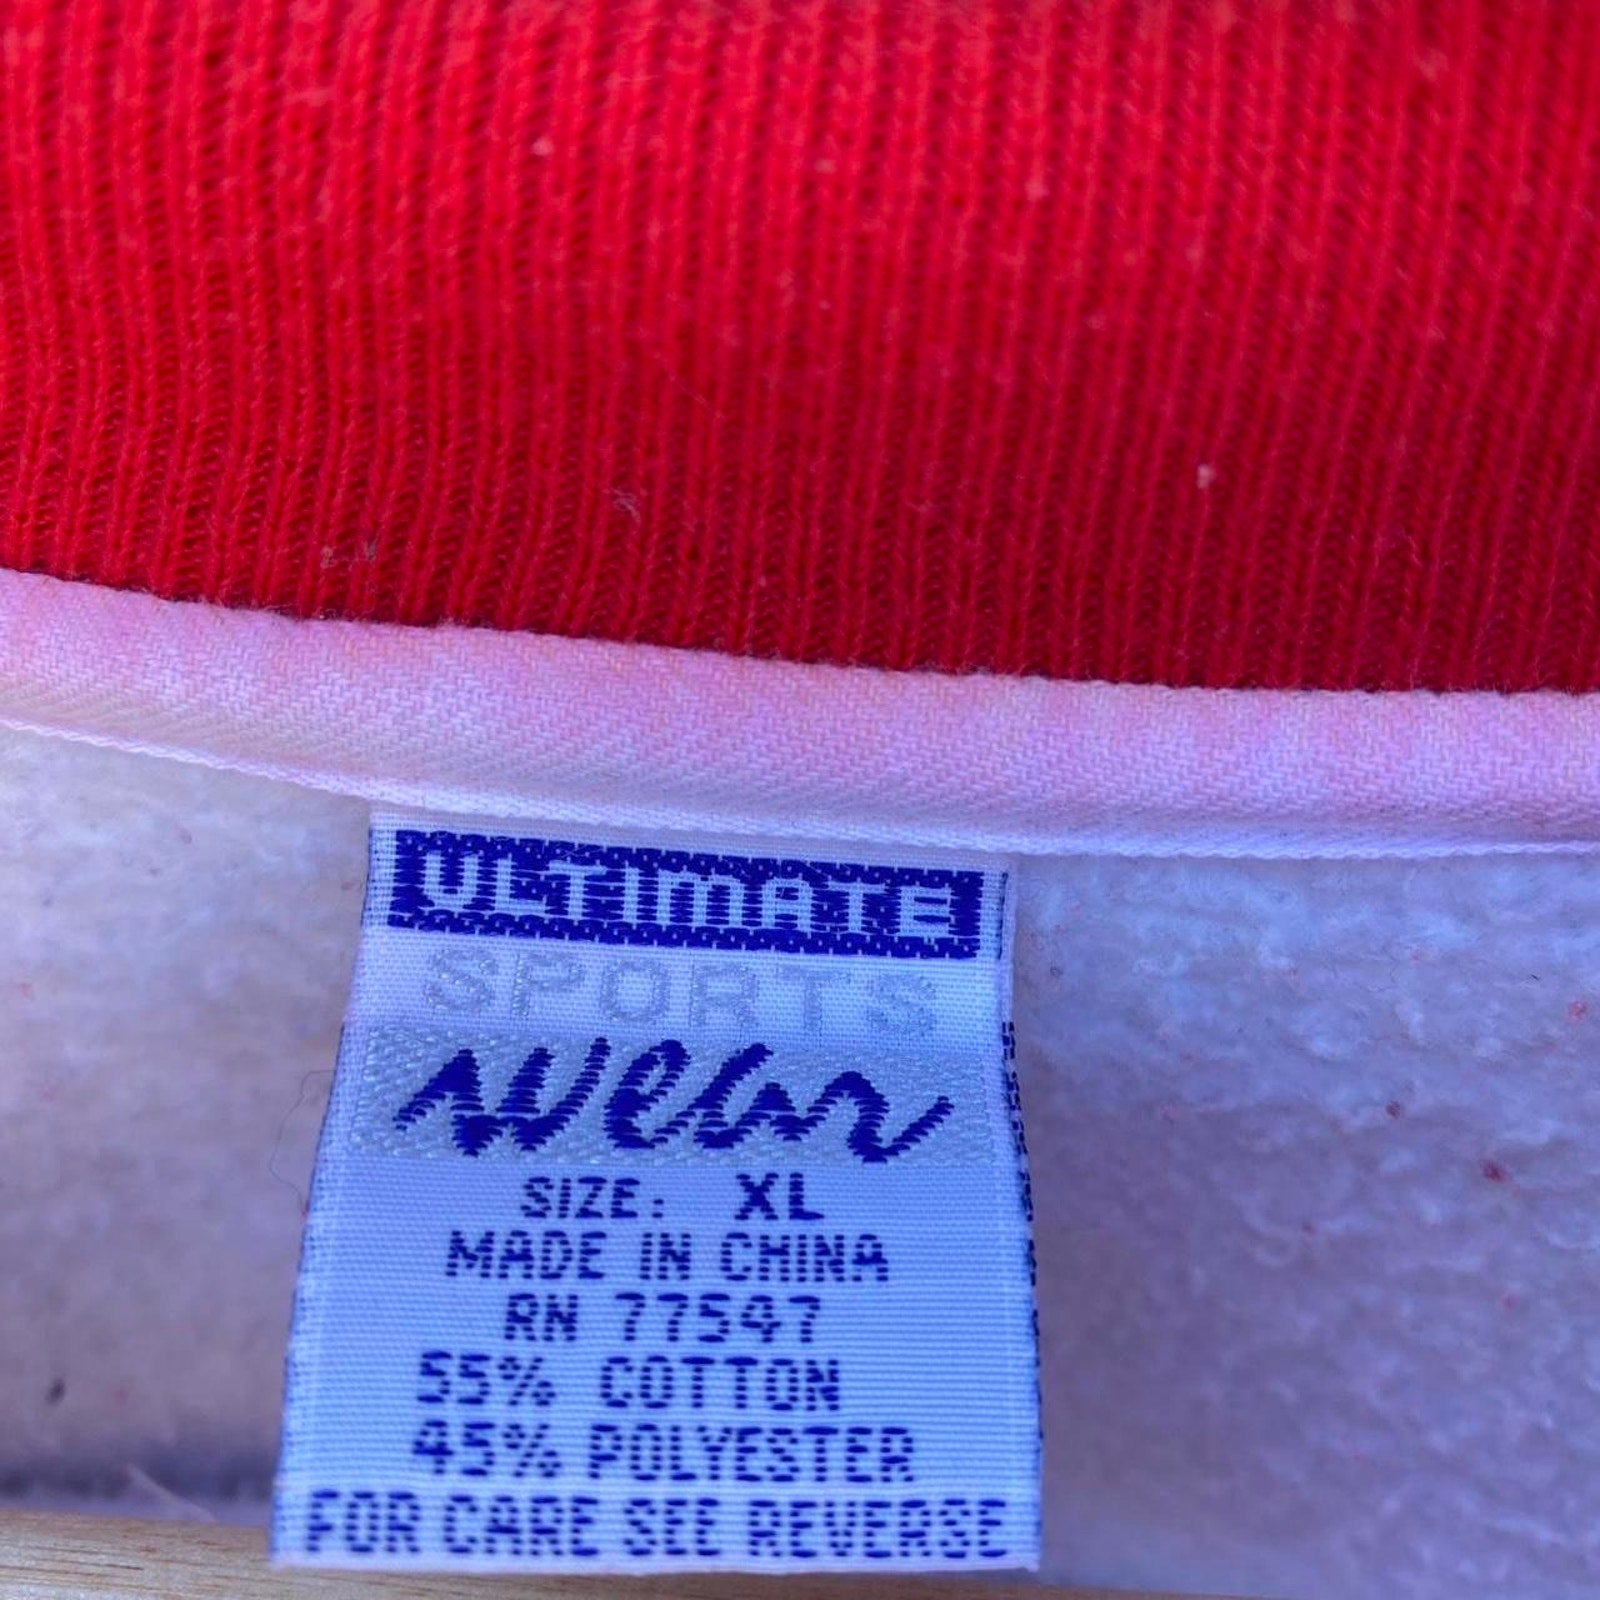 ULTIMATE
SPORTS
wear
SIZE: XL
MADE IN CHINA
RN 77547
55% COTTON
45% POLYESTER
FOR CARE SEE REVERSE